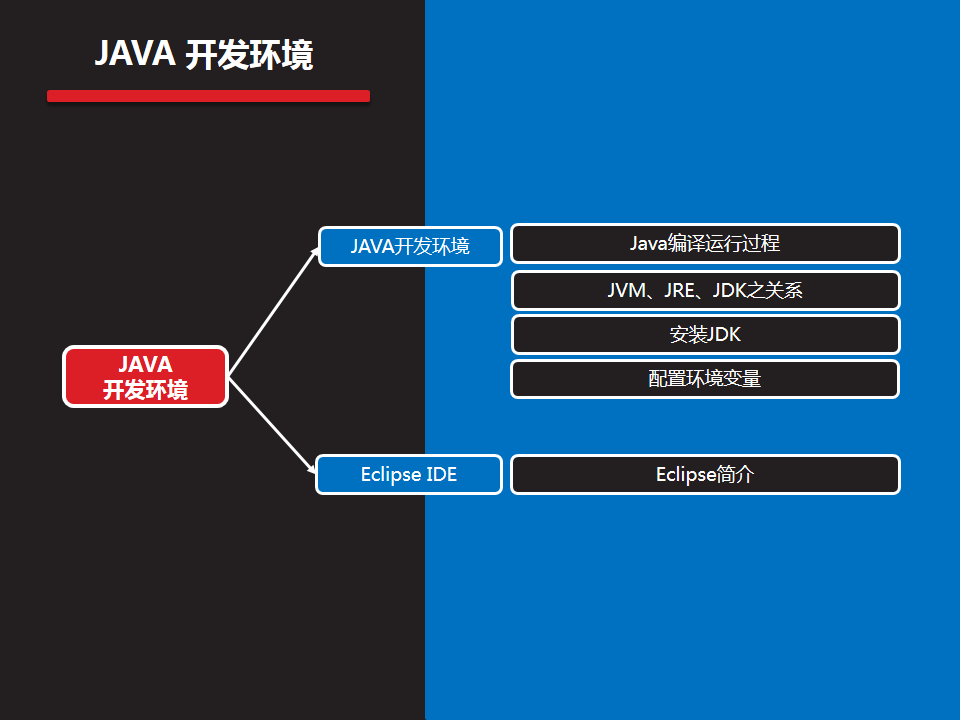 JAVA 开发环境
JAVA开发环境
Java编译运行过程
JVM、JRE、JDK之关系
安装JDK
配置环境变量
JAVA
开发环境
Eclipse IDE
Eclipse简介